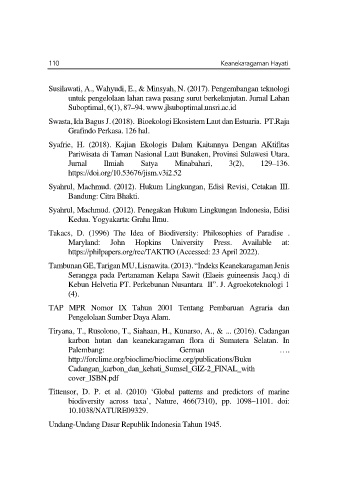 110 Keanekaragaman Hayati
Susilawati, A., Wahyudi, E., & Minsyah, N. (2017). Pengembangan teknologi
untuk pengelolaan lahan rawa pasang surut berkelanjutan. Jurnal Lahan
Suboptimal, 6(1), 87–94. www.jlsuboptimal.unsri.ac.id
Swasta, Ida Bagus J. (2018). Bioekologi Ekosistem Laut dan Estuaria. PT.Raja
Grafindo Perkasa. 126 hal.
Syafrie, H. (2018). Kajian Ekologis Dalam Kaitannya Dengan AKtifitas
Pariwisata di Taman Nasional Laut Bunaken, Provinsi Sulawesi Utara.
Jurnal Ilmiah Satya Minabahari, 3(2), 129–136.
https://doi.org/10.53676/jism.v3i2.52
Syahrul, Machmud. (2012). Hukum Lingkungan, Edisi Revisi, Cetakan III.
Bandung: Citra Bhakti.
Syahrul, Machmud. (2012). Penegakan Hukum Lingkungan Indonesia, Edisi
Kedua. Yogyakarta: Graha Ilmu.
Takacs, D. (1996) The Idea of Biodiversity: Philosophies of Paradise .
Maryland: John Hopkins University Press. Available at:
https://philpapers.org/rec/TAKTIO (Accessed: 23 April 2022).
Tambunan GE, Tarigan MU, Lisnawita. (2013). “Indeks Keanekaragaman Jenis
Serangga pada Pertanaman Kelapa Sawit (Elaeis guineensis Jacq.) di
Kebun Helvetia PT. Perkebunan Nusantara II”. J. Agroekoteknologi 1
(4).
TAP MPR Nomor IX Tahun 2001 Tentang Pembaruan Agraria dan
Pengelolaan Sumber Daya Alam.
Tiryana, T., Rusolono, T., Siahaan, H., Kunarso, A., & ... (2016). Cadangan
karbon hutan dan keanekaragaman flora di Sumatera Selatan. In
Palembang: German ….
http://forclime.org/bioclime/bioclime.org/publications/Buku
Cadangan_karbon_dan_kehati_Sumsel_GIZ-2_FINAL_with
cover_ISBN.pdf
Tittensor, D. P. et al. (2010) ‘Global patterns and predictors of marine
biodiversity across taxa’, Nature, 466(7310), pp. 1098–1101. doi:
10.1038/NATURE09329.
Undang-Undang Dasar Republik Indonesia Tahun 1945.